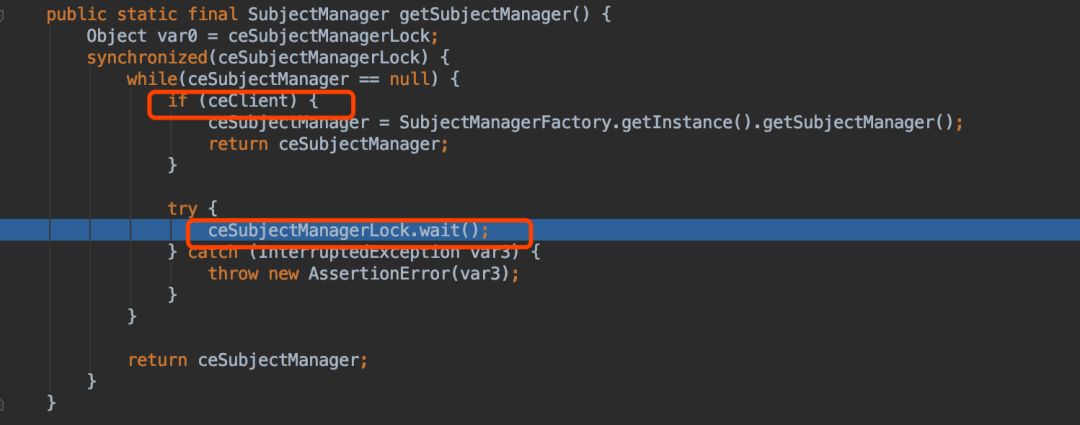 public static final SubjectManager getSubjectManager() {
Object var0 = ceSubjectManagerLock;
synchronized(ceSubjectManagerLock) {
while(ceSubjectManager == null) {
if (ceClient) {
ceSubjectManager = SubjectManagerFactory.getInstance().getSubjectManager();
return ceSubjectManager;
}
try {
ceSubjectManagerLock.wait();
} catch (InterruptedException var3) {
throw new AssertionError(var3);
}
}
return ceSubjectManager;
}
}